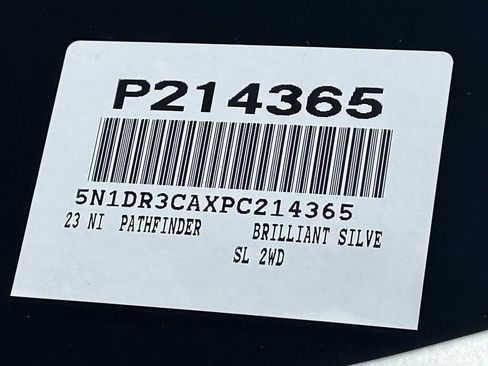 P214365
5N1DR3CAXPC214365
23 NI PATHFINDER BRILLIANT SILVE
SL 2WD